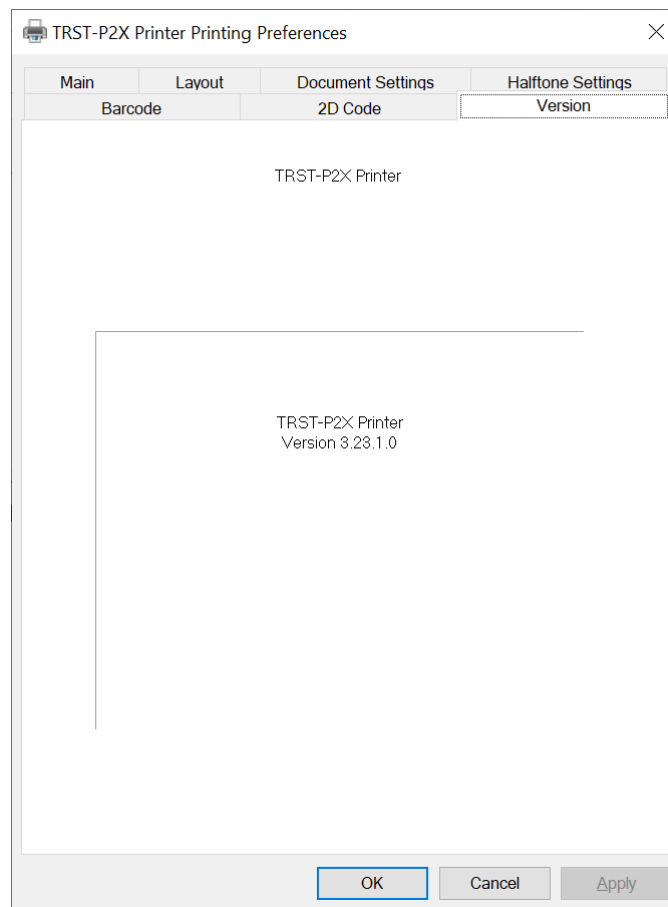 TRST-P2X Printer Printing Preferences
Main Layout Document Settings Halftone Settings
Barcode 2D Code Version
TRST-P2X Printer
TRST-P2X Printer
Version 3.23.1.0
OK Cancel Apply